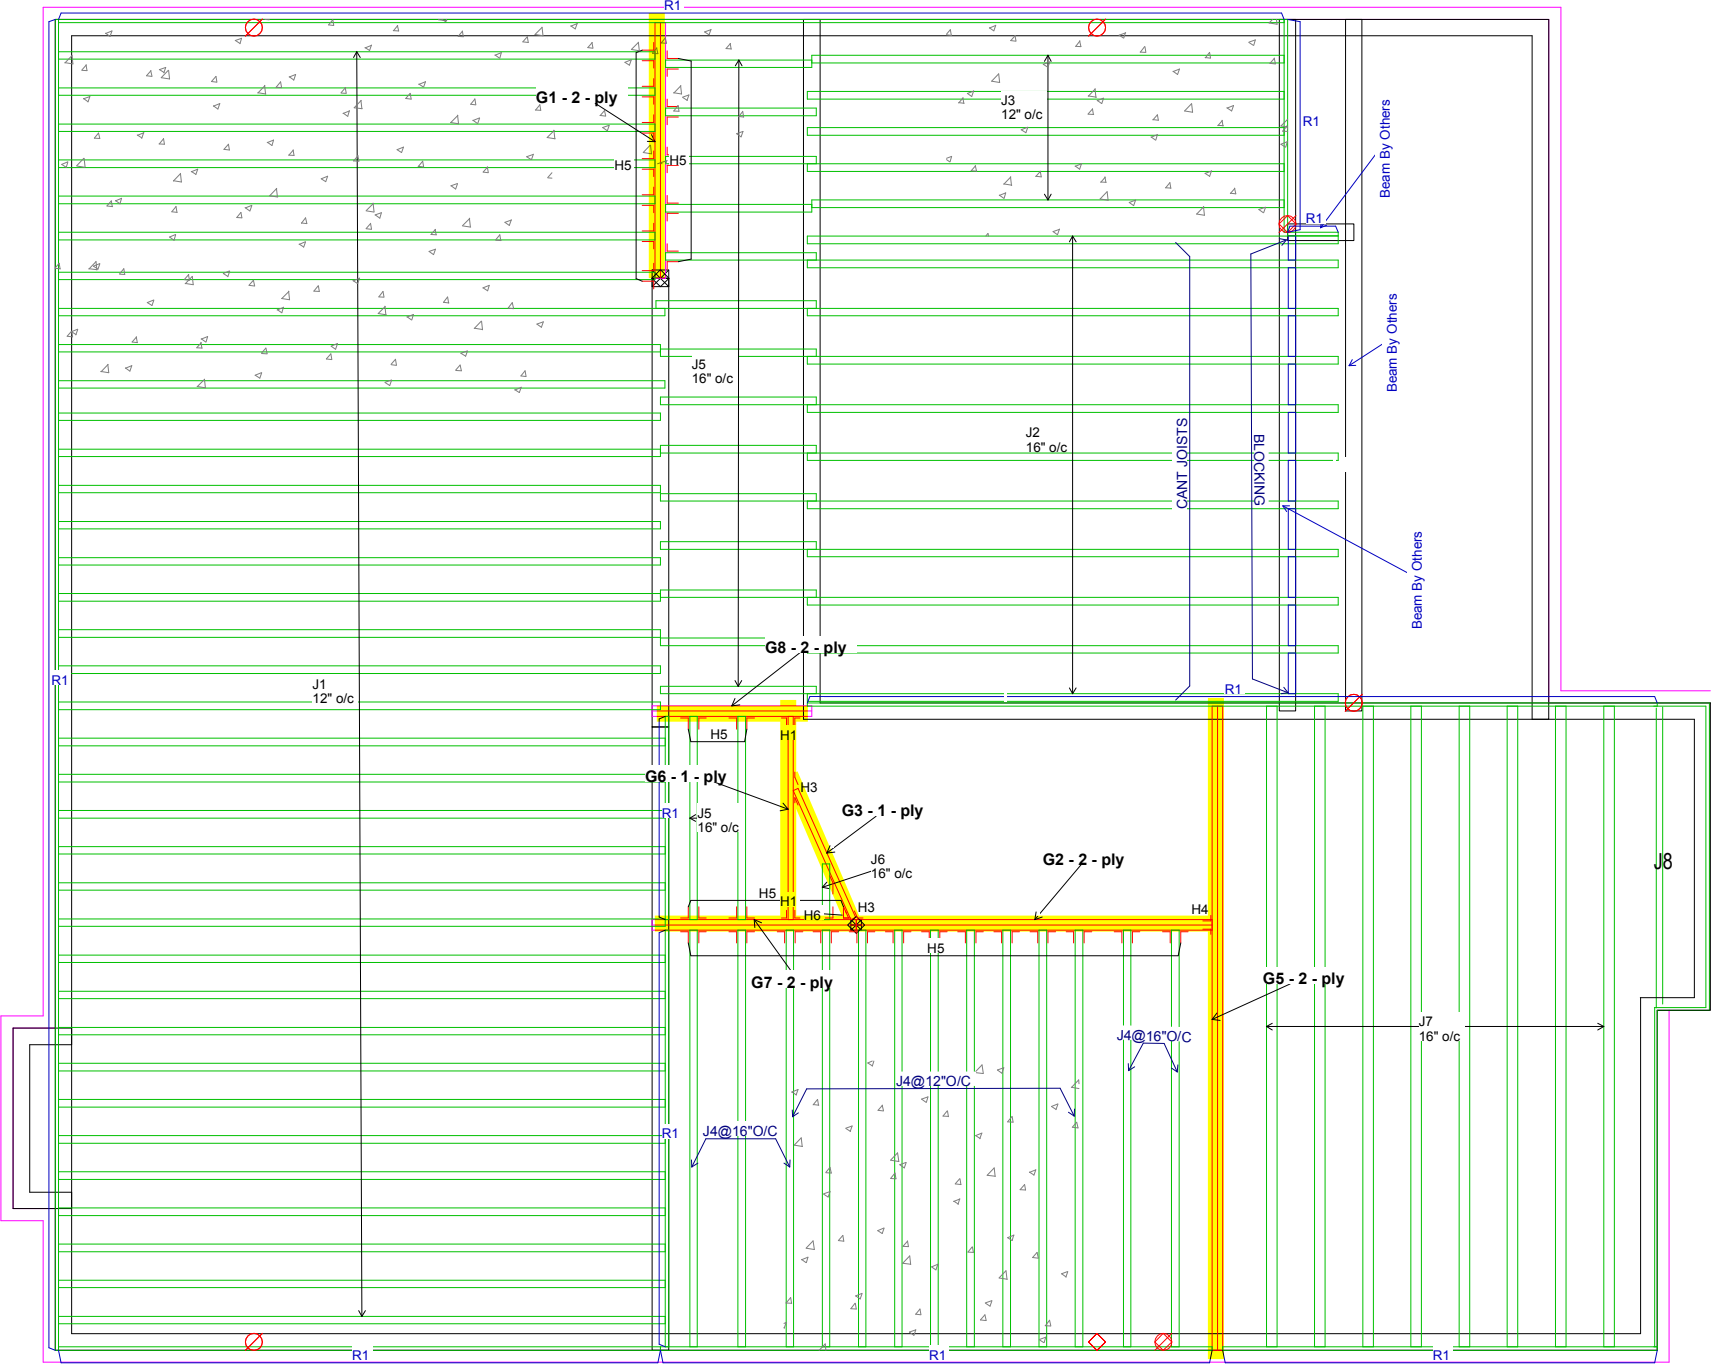 R1
G1 - 2 - ply
J3
12" o/c
R1
Beam By Others
H5
H5
R1
Beam By Others
J5
16" o/c
J2
16" o/c
CANT JOISTS
BLOCKING
Beam By Others
G8 - 2 - ply
R1
J1
12" o/c
R1
H5
H1
G6 - 1 - ply
H3
R1
J5
16" o/c
G3 - 1 - ply
J6
16" o/c
G2 - 2 - ply
J8
H5
H1
H6
H3
H4
H5
G7 - 2 - ply
G5 - 2 - ply
J7
16" o/c
J4@16"O/C
J4@12"O/C
J4@16"O/C
R1
R1
R1
R1